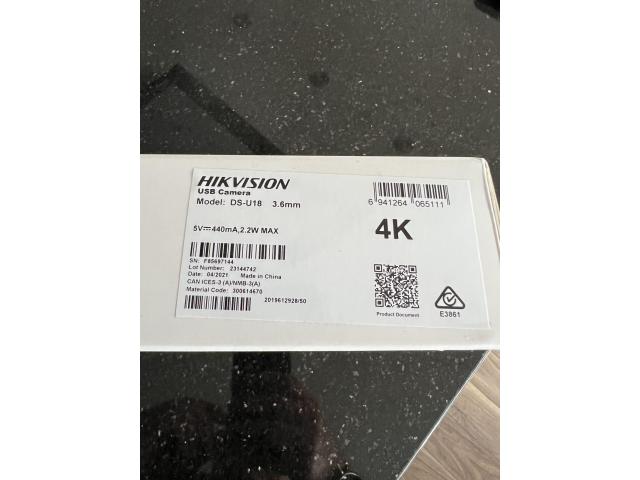 HIKVISION
USB Camera
Model: DS-U18 3.6mm
6 941264 065111
5V⎓440mA,2.2W MAX
4K
SN: F85697144
Lot Number: 23144742
Date: 04/2021 Made in China
CAN ICES-3 (A)/NMB-3(A)
Material Code: 300614670
2019612928/50
Product Document
E3861